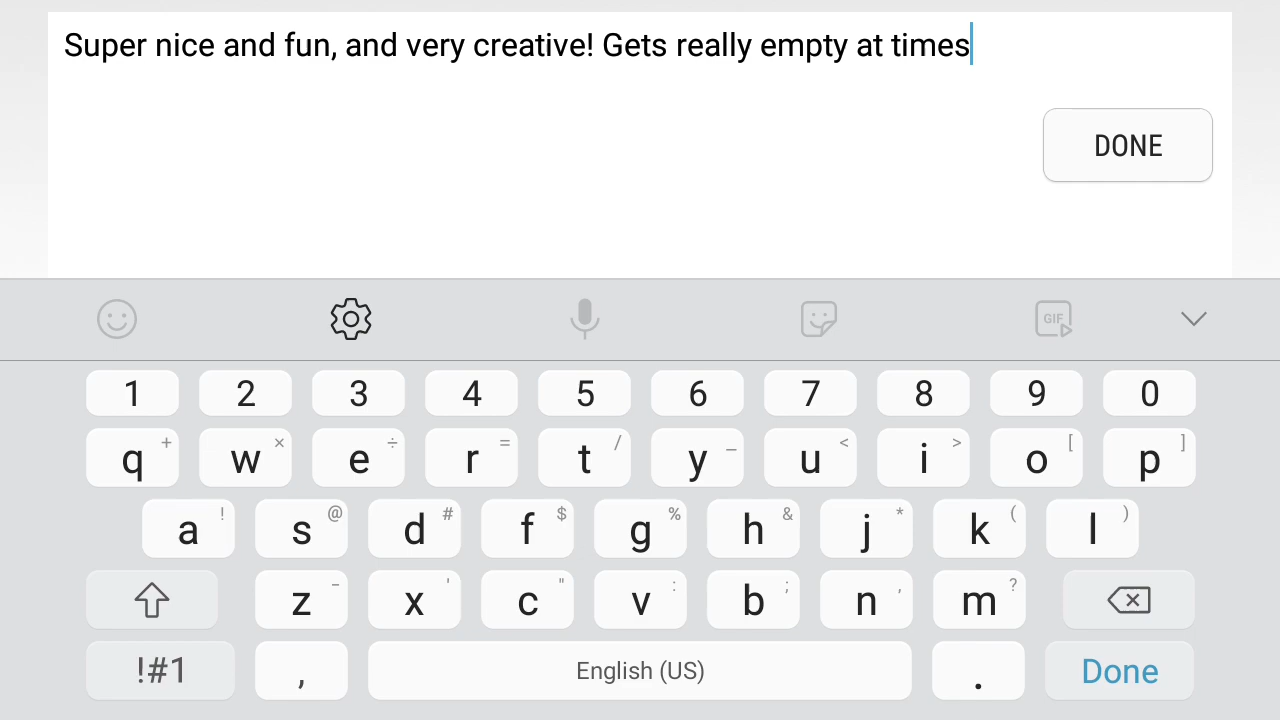 Super nice and fun, and very creative! Gets really empty at times
DONE
GIF
1 2 3 4 5 6 7 8 9 0
q + w × e ÷ r = t / y _ u < i > o [ p ]
a ! s @ d # f $ g % h & j * k ( l )
z - x ' c " v : b ; n , m ?
!#1 , English (US) . Done